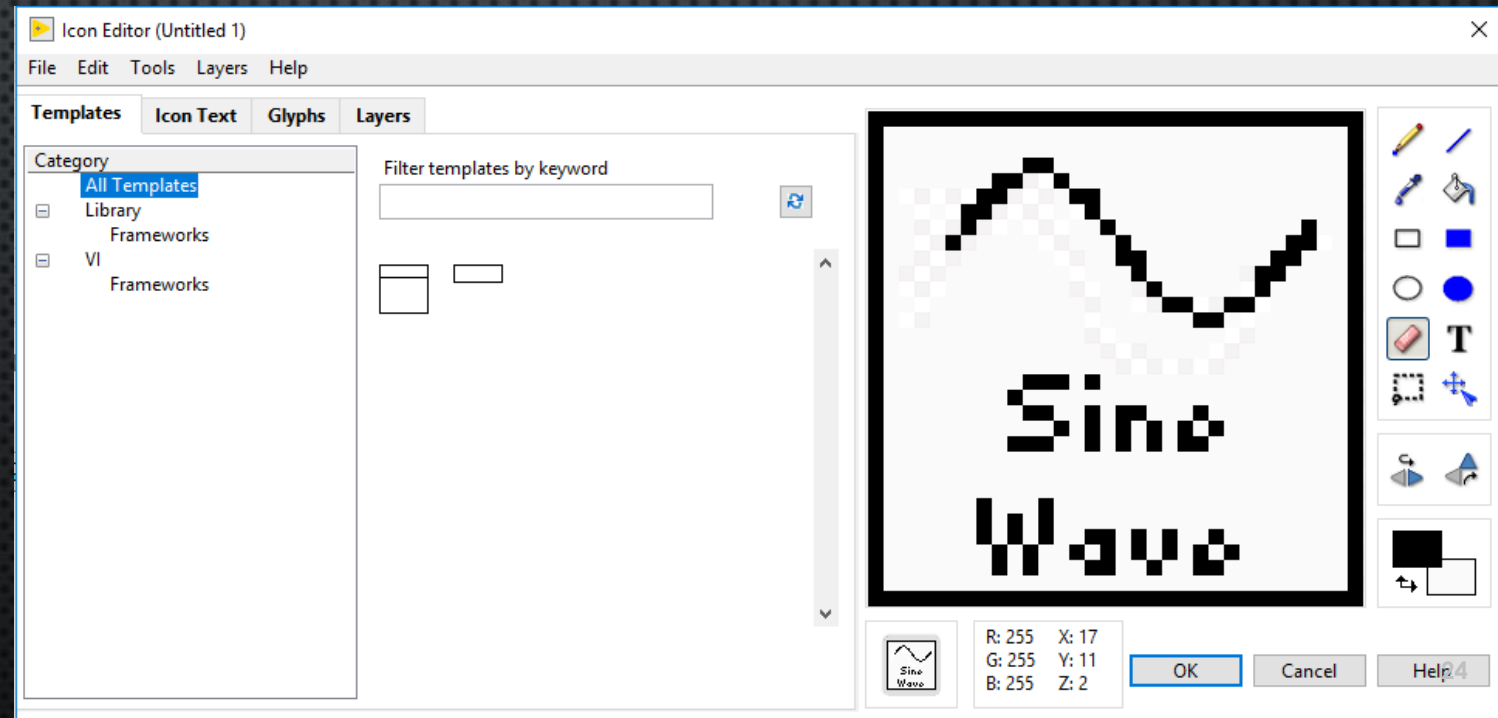 Icon Editor (Untitled 1)
File Edit Tools Layers Help
Templates Icon Text Glyphs Layers
Category
All Templates
Library
Frameworks
VI
Frameworks
Filter templates by keyword
Sine
Wave
T
Sine
Wave
R: 255 X: 17
G: 255 Y: 11
B: 255 Z: 2
OK Cancel Help
24